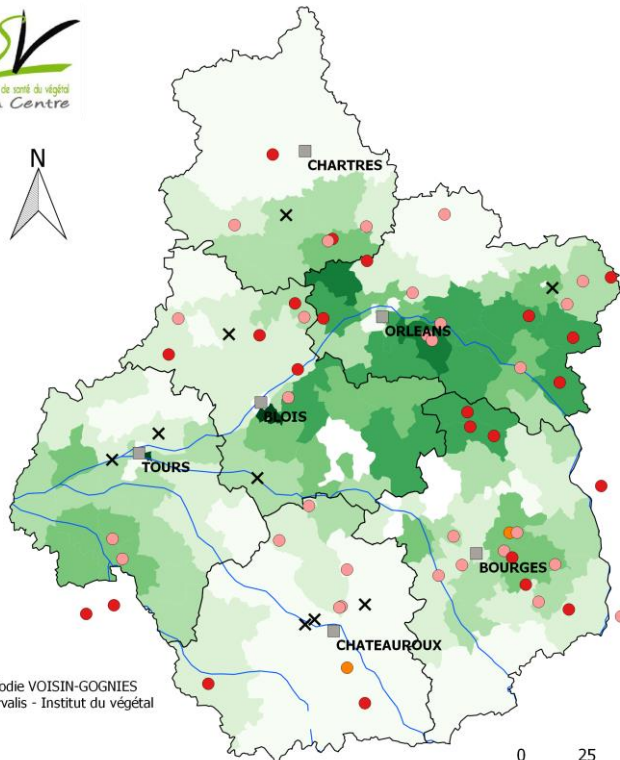 de santé du végétal
Centre
N
CHARTRES
ORLEANS
BLOIS
TOURS
BOURGES
CHATEAUROUX
odie VOISIN-GOGNIES
valis - Institut du végétal
0 25